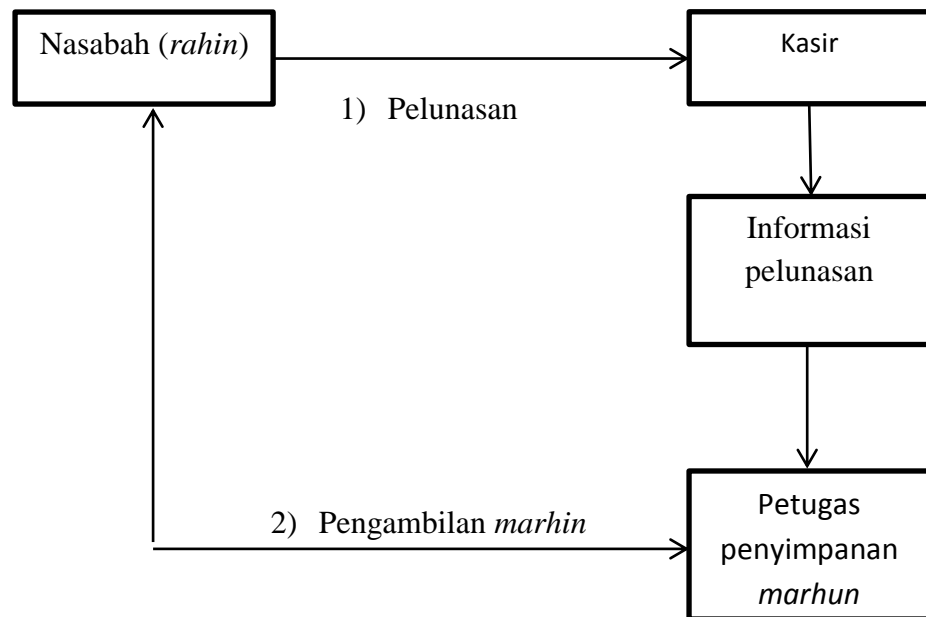 Nasabah (rahin)
Kasir
1) Pelunasan
Informasi
pelunasan
2) Pengambilan marhin
Petugas
penyimpanan
marhun